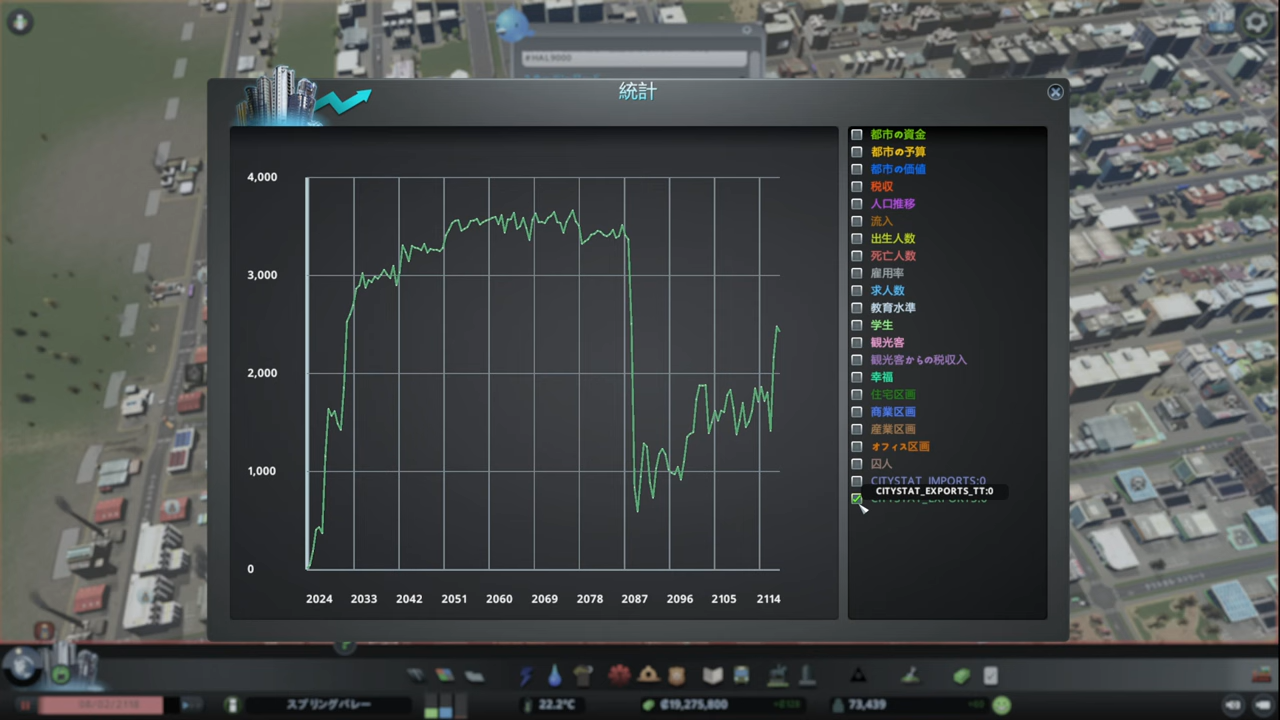 #HAL9000
統計
4,000
3,000
2,000
1,000
0
2024 2033 2042 2051 2060 2069 2078 2087 2096 2105 2114
都市の資金
都市の予算
都市の価値
税収
人口推移
流入
出生人数
死亡人数
雇用率
求人数
教育水準
学生
観光客
観光客からの税収入
幸福
住宅区画
商業区画
産業区画
オフィス区画
囚人
CITYSTAT_IMPORTS:0
CITYSTAT_EXPORTS_TT:0
CITYSTAT_EXPORTS:0
08/02/2118 スプリングバレー 22.2°C ₡19,275,800 73,439